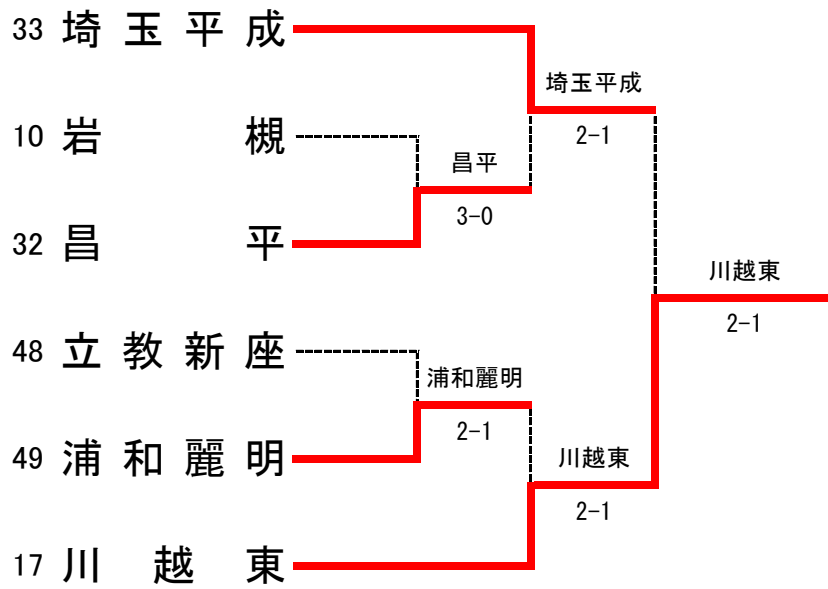 33 埼玉平成
埼玉平成
2-1
10 岩槻
昌平
3-0
32 昌平
川越東
2-1
48 立教新座
浦和麗明
2-1
49 浦和麗明
川越東
2-1
17 川越東